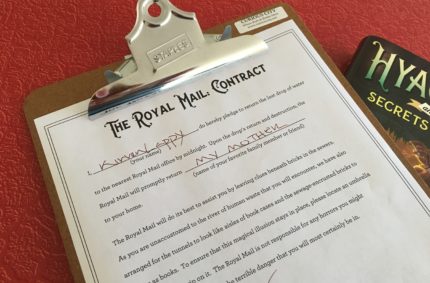 STAPLES
THE ROYAL MAIL: CONTRACT
I, Kinary appy do hereby pledge to return the last drop of water
(your name)
to the nearest Royal Mail office by midnight. Upon the drop's return and destruction, the
Royal Mail will promptly return MY MOTHER
(name of your favorite family member or friend)
to your home.
The Royal Mail will do its best to assist you by leaving clues beneath bricks in the sewers.
As you are unaccustomed to the river of human waste that you will encounter, we have also
arranged for the tunnels to look like aisles of book cases and the sewage-encrusted bricks to
as books. To ensure that this magical illusion stays in place, please locate an umbrella
on it. The Royal Mail is not responsible for any horrors you might
the terrible danger that you will most certainly be in.
HYA
SECRETS